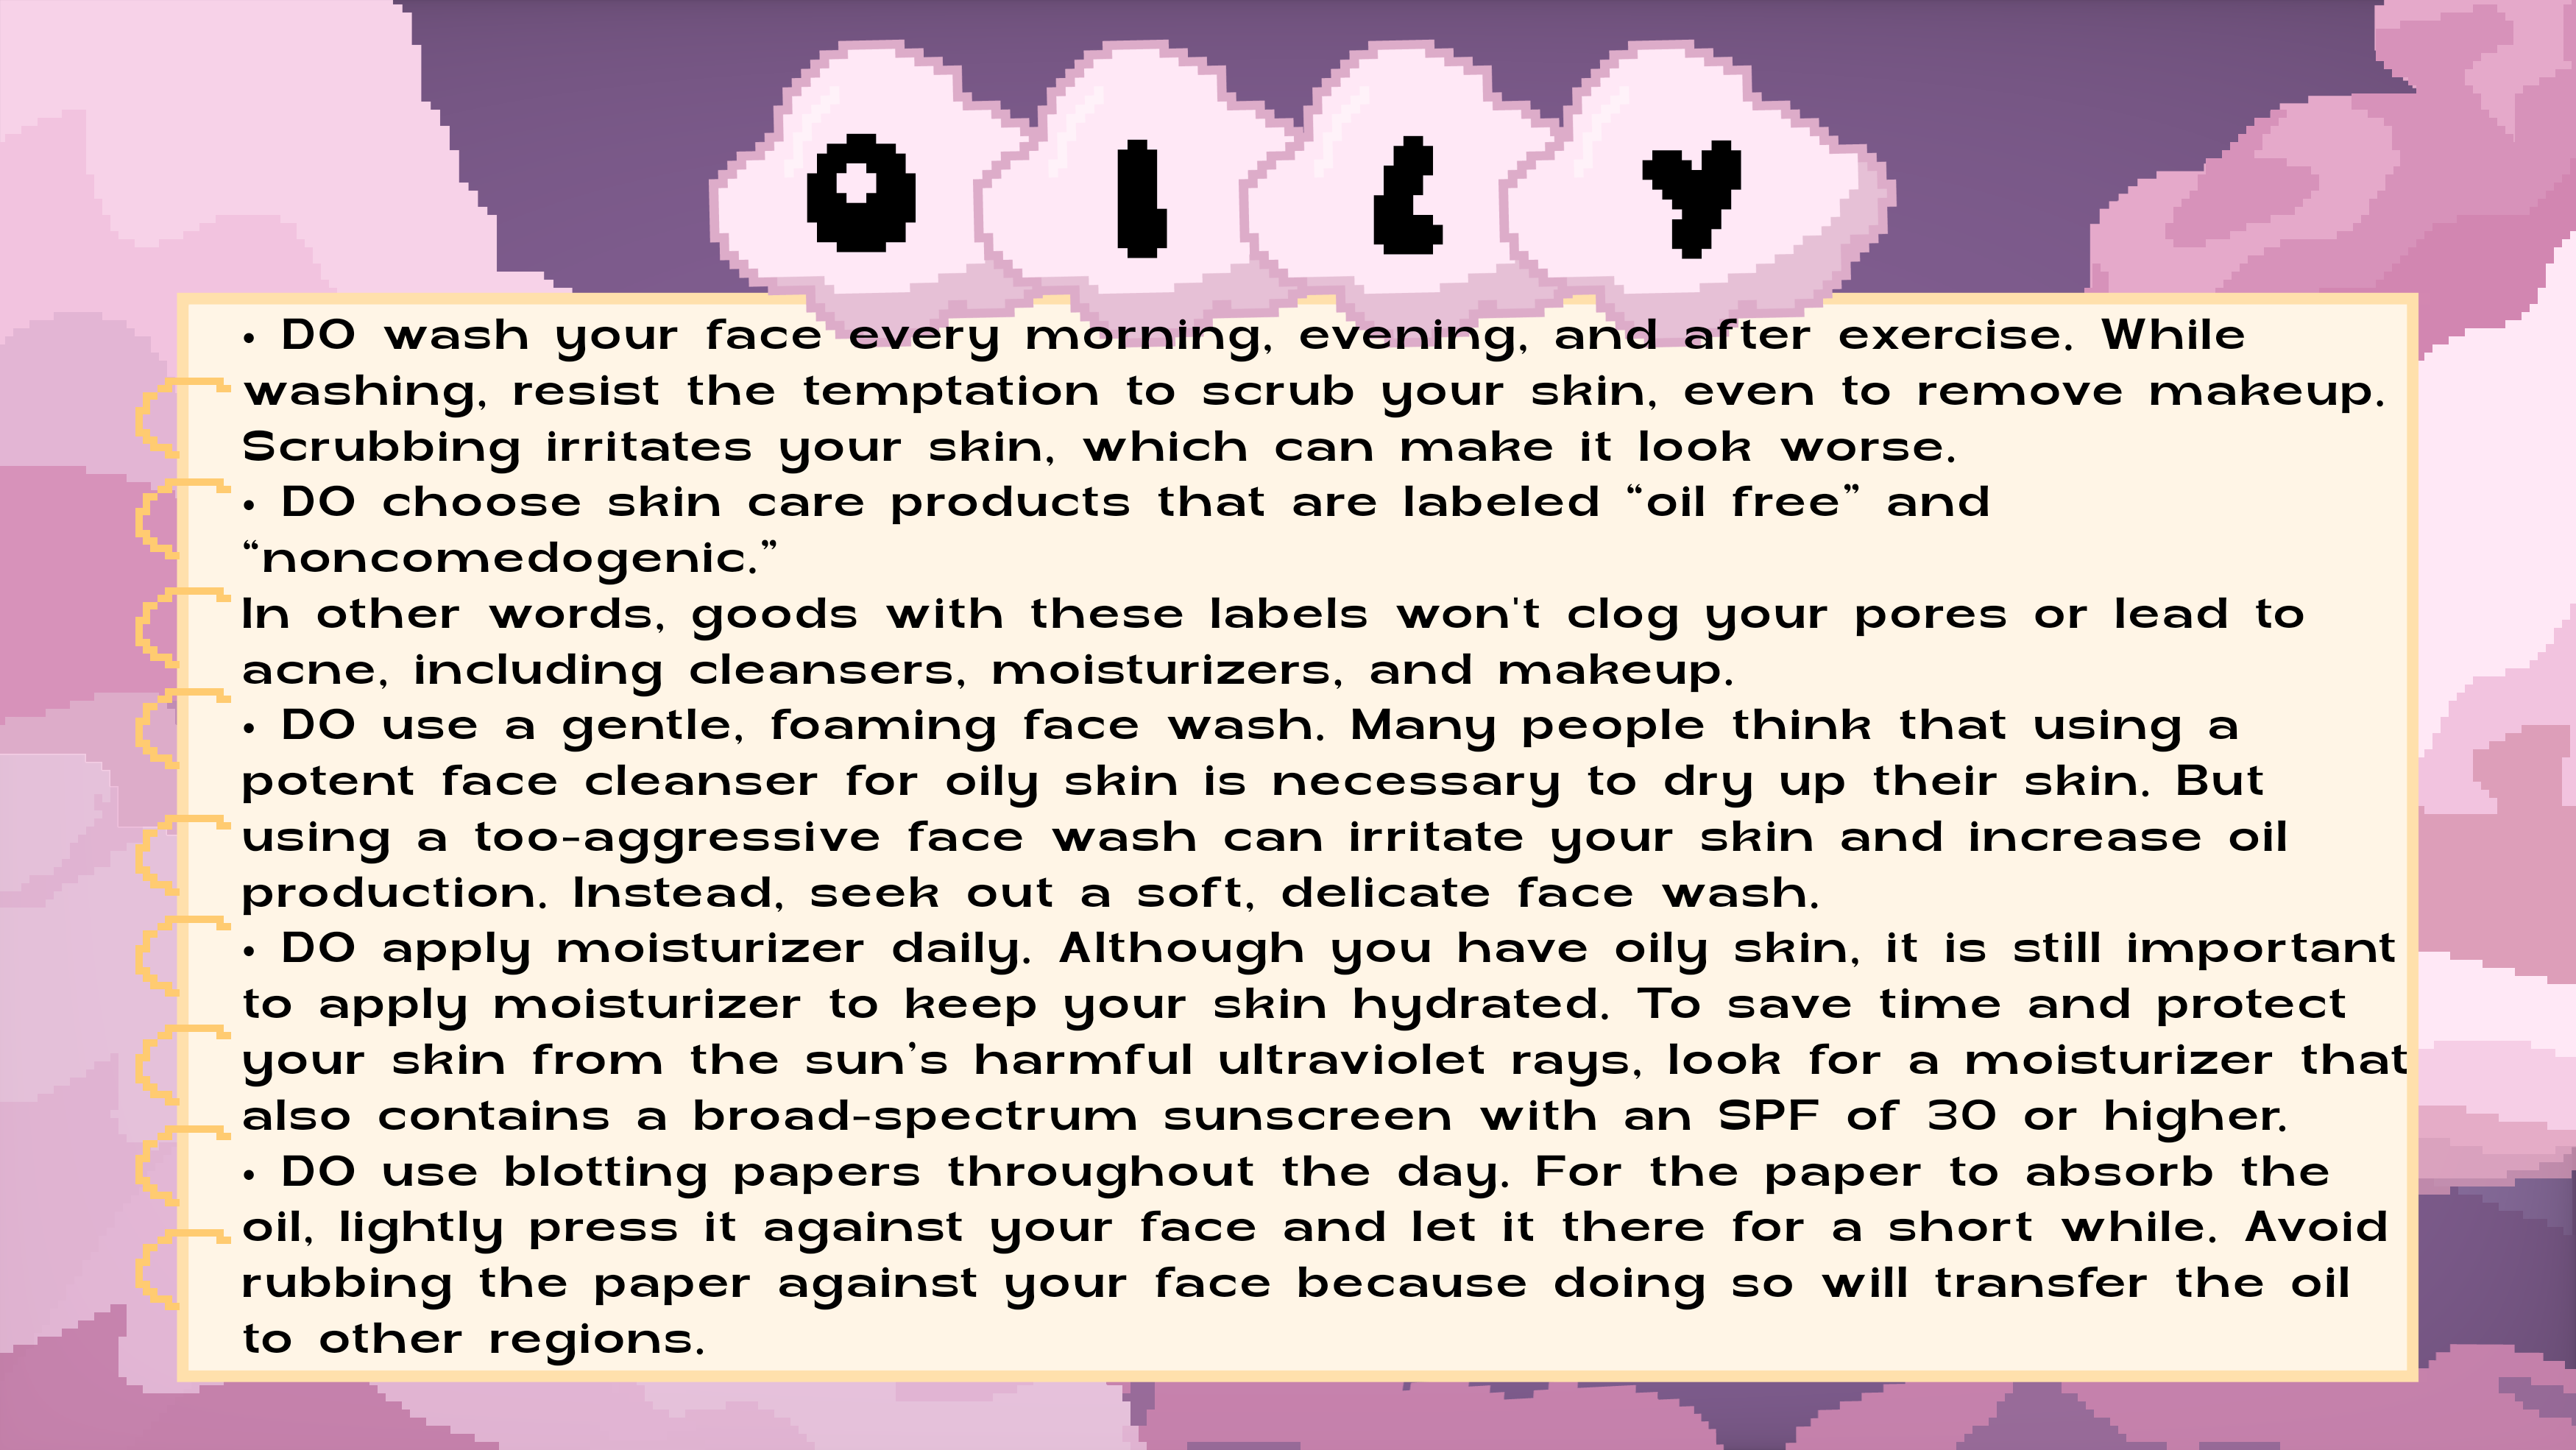 OILY
• DO wash your face every morning, evening, and after exercise. While
washing, resist the temptation to scrub your skin, even to remove makeup.
Scrubbing irritates your skin, which can make it look worse.
• DO choose skin care products that are labeled “oil free” and
“noncomedogenic.”
In other words, goods with these labels won't clog your pores or lead to
acne, including cleansers, moisturizers, and makeup.
• DO use a gentle, foaming face wash. Many people think that using a
potent face cleanser for oily skin is necessary to dry up their skin. But
using a too-aggressive face wash can irritate your skin and increase oil
production. Instead, seek out a soft, delicate face wash.
• DO apply moisturizer daily. Although you have oily skin, it is still important
to apply moisturizer to keep your skin hydrated. To save time and protect
your skin from the sun’s harmful ultraviolet rays, look for a moisturizer that
also contains a broad-spectrum sunscreen with an SPF of 30 or higher.
• DO use blotting papers throughout the day. For the paper to absorb the
oil, lightly press it against your face and let it there for a short while. Avoid
rubbing the paper against your face because doing so will transfer the oil
to other regions.